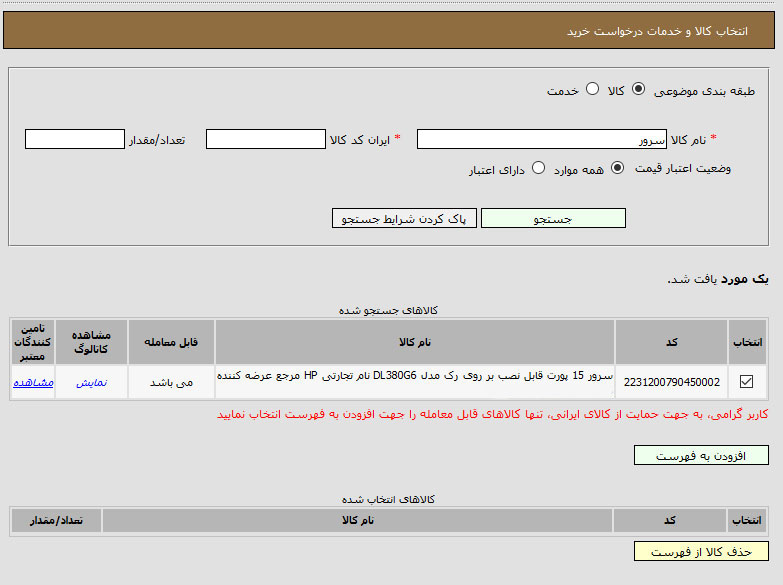 انتخاب کالا و خدمات درخواست خرید
طبقه بندی موضوعی کالا خدمت
* نام کالا سرور * ایران کد کالا تعداد/مقدار
وضعیت اعتبار قیمت همه موارد دارای اعتبار
جستجو پاک کردن شرایط جستجو
یک مورد یافت شد.
کالاهای جستجو شده
انتخاب کد نام کالا قابل معامله مشاهده کاتالوگ تامین کنندگان معتبر
2231200790450002 سرور 15 پورت قابل نصب بر روی رک مدل DL380G6 نام تجارتی HP مرجع عرضه کننده می باشد نمایش مشاهده
کاربر گرامی، به جهت حمایت از کالای ایرانی، تنها کالاهای قابل معامله را جهت افزودن به فهرست انتخاب نمایید
افزودن به فهرست
کالاهای انتخاب شده
انتخاب کد نام کالا تعداد/مقدار
حذف کالا از فهرست